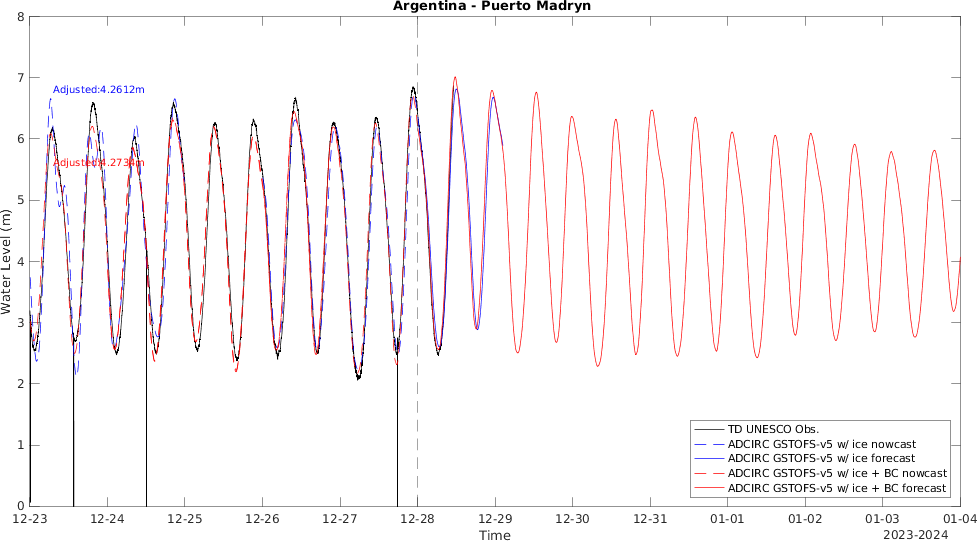 Argentina - Puerto Madryn
8
7
6
5
4
3
2
1
0
Water Level (m)
Adjusted:4.2612m
Adjusted:4.2734m
TD UNESCO Obs.
ADCIRC GSTOFS-v5 w/ ice nowcast
ADCIRC GSTOFS-v5 w/ ice forecast
ADCIRC GSTOFS-v5 w/ ice + BC nowcast
ADCIRC GSTOFS-v5 w/ ice + BC forecast
12-23 12-24 12-25 12-26 12-27 12-28 12-29 12-30 12-31 01-01 01-02 01-03 01-04
Time
2023-2024